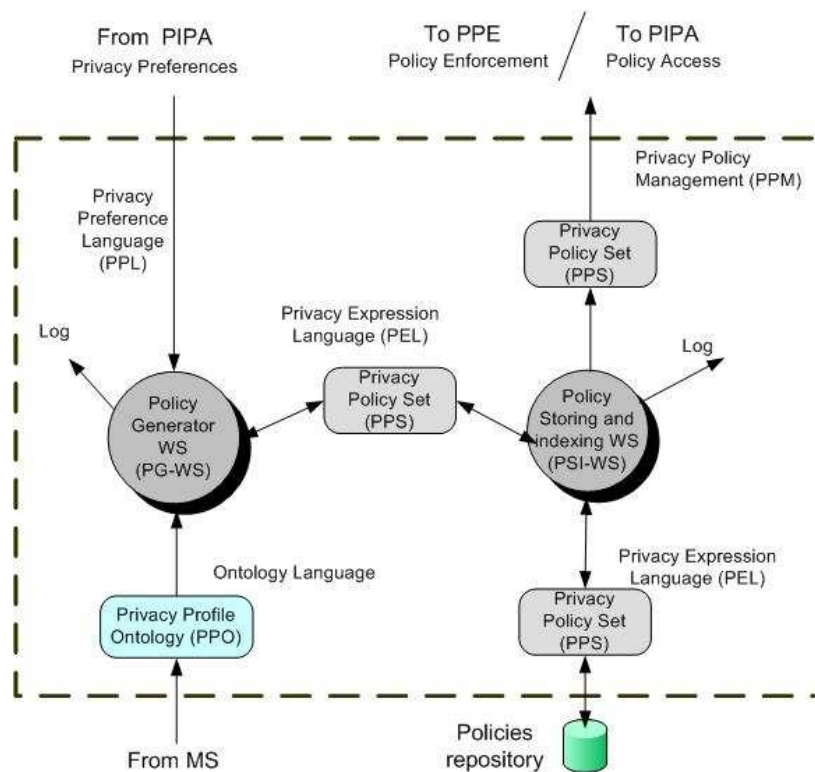 From PIPA
Privacy Preferences
To PPE
Policy Enforcement
To PIPA
Policy Access
Privacy Policy
Management (PPM)
Privacy
Preference
Language
(PPL)
Privacy
Policy Set
(PPS)
Privacy Expression
Language (PEL)
Log
Log
Policy
Generator
WS
(PG-WS)
Privacy
Policy Set
(PPS)
Policy
Storing and
indexing WS
(PSI-WS)
Ontology Language
Privacy Expression
Language (PEL)
Privacy Profile
Ontology (PPO)
Privacy
Policy Set
(PPS)
From MS
Policies
repository